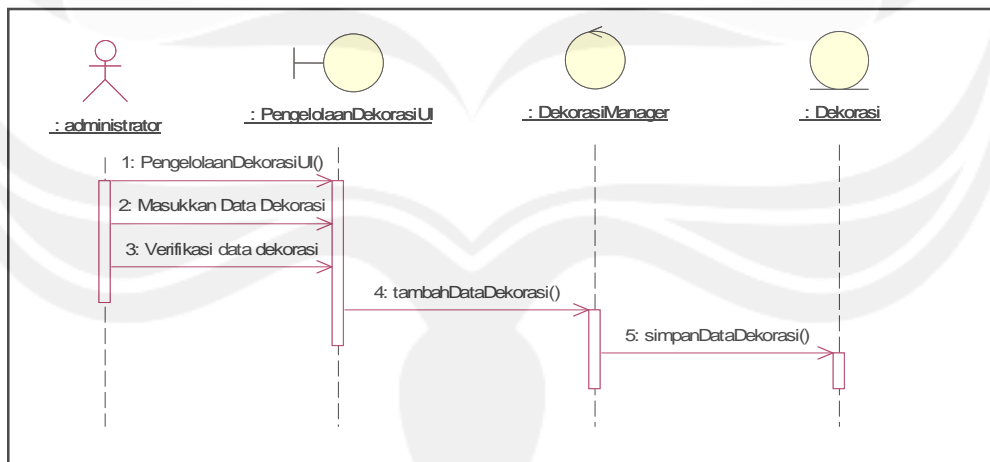 : administrator
: PengelolaanDekorasiUI
: DekorasiManager
: Dekorasi
1: PengelolaanDekorasiUI()
2: Masukkan Data Dekorasi
3: Verifikasi data dekorasi
4: tambahDataDekorasi()
5: simpanDataDekorasi()